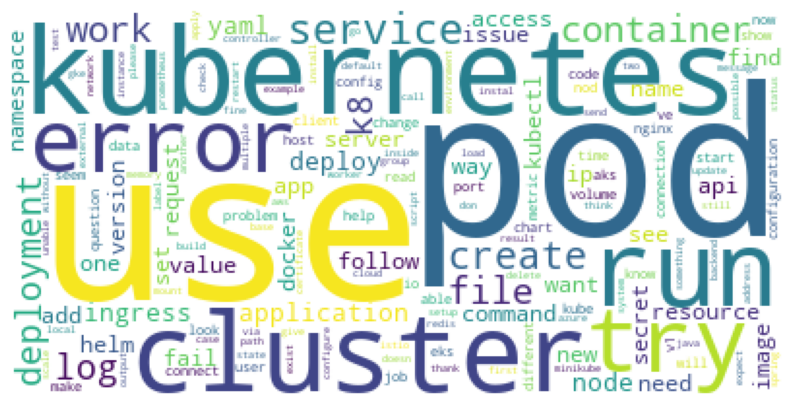 work
yaml
service
access
issue
container
now
show
find
kubernetes
namespace
k8
name
error
deploy
server
client
config
change
host
app
request
set
version
data
kubectl
code
nginx
way
port
ip
aks
volume
time
start
api
connection
configuration
metric
chart
pod
use
deployment
one
question
value
problem
help
docker
follow
create
see
run
file
want
add
ingress
application
command
secret
resource
cluster
try
log
helm
fail
look
connect
via
path
user
job
eks
new
node
need
image
kube
azure
minikube
redis
setup
able
different
delete
result
script
group
read
inside
worker
load
update
still
think
don
status
possible
message
two
send
nod
ve
instal
call
default
example
check
restart
fine
multiple
external
unable
without
seem
label
memory
another
build
mount
base
aws
certificate
cloud
io
local
scale
make
output
case
state
exist
configure
give
istio
doesn
thank
first
system
know
something
backend
address
v1
java
will
expect
spring
environment
install
go
controller
apply
test
gke
network
instance
please
prometheus